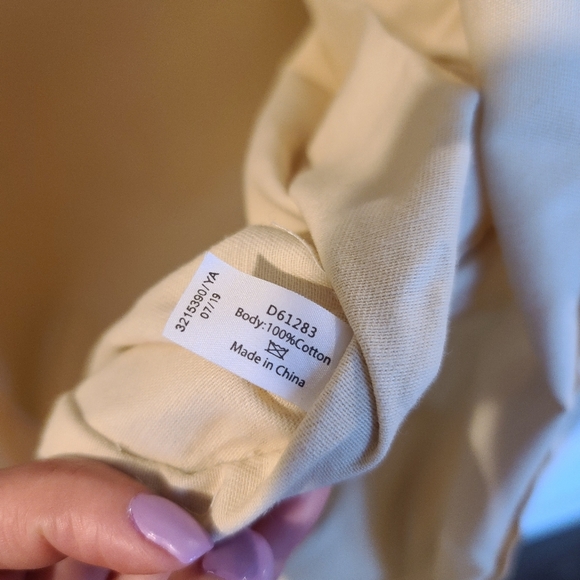 3215390/YA
07/19
D61283
Body:100%Cotton
Made in China